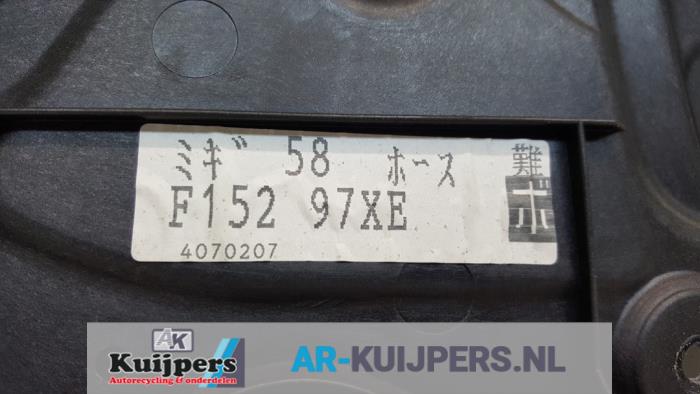 ミギ 58 ホース 難
F152 97XE ボ
4070207
AK
Kuijpers
Autorecycling & onderdelen
AR-KUIJPERS.NL